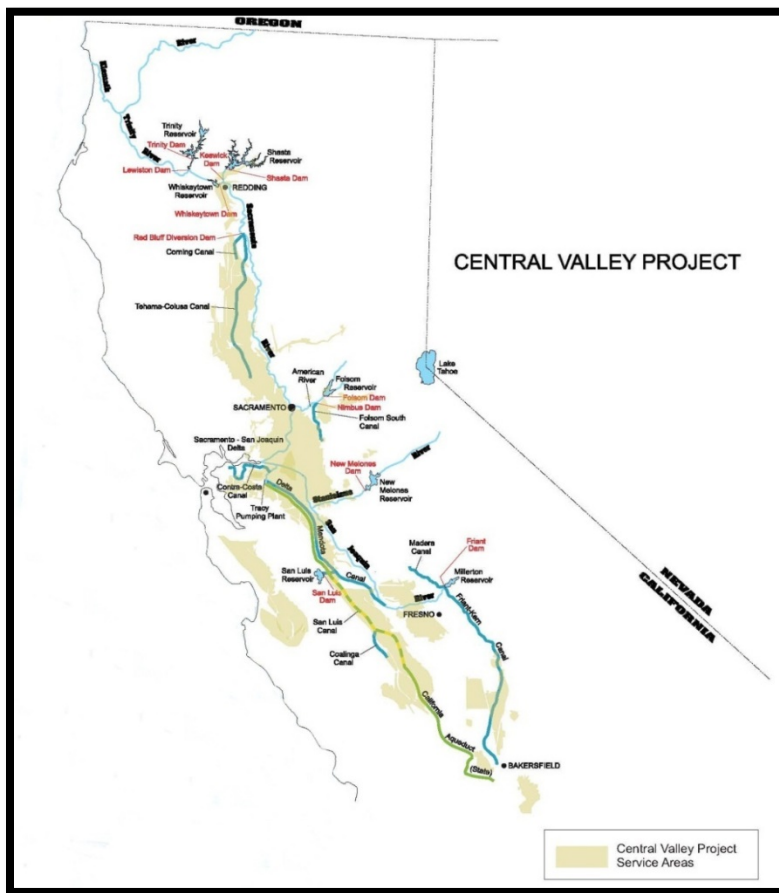 OREGON
River
Klamath
Trinity
River
Trinity
Reservoir
Trinity Dam
Keswick
Dam
Shasta
Reservoir
Lewiston Dam
Shasta Dam
Whiskeytown
Reservoir
REDDING
Whiskeytown Dam
Sacramento
Red Bluff Diversion Dam
Corning Canal
CENTRAL VALLEY PROJECT
Tehama-Colusa Canal
River
Lake
Tahoe
American
River
Folsom
Reservoir
Folsom Dam
Nimbus Dam
SACRAMENTO
Folsom South
Canal
Sacramento - San Joaquin
Delta
New Melones
Dam
River
New
Melones
Reservoir
Stanislaus
Contra-Costa
Canal
Tracy
Pumping Plant
Delta
Mendota
Canal
San
Joaquin
River
Madera
Canal
Friant
Dam
Millerton
Reservoir
San Luis
Reservoir
San Luis
Dam
Friant-Kern
Canal
FRESNO
San Luis
Canal
Coalinga
Canal
NEVADA
CALIFORNIA
California
Aqueduct
(State)
BAKERSFIELD
Central Valley Project
Service Areas